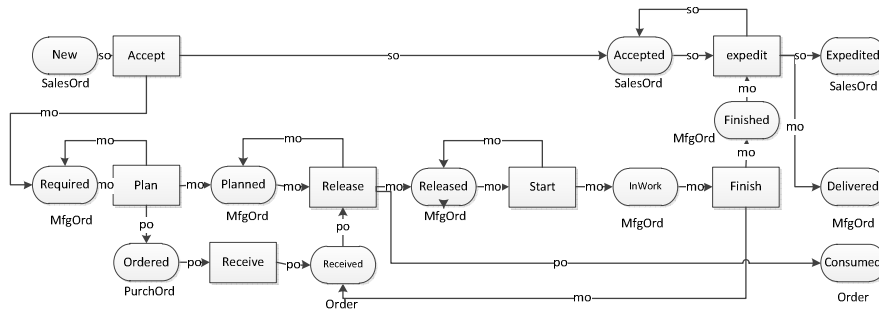 so
New so Accept so Accepted so expedit so Expedited
SalesOrd SalesOrd SalesOrd
mo
mo Finished mo
MfgOrd
mo mo mo mo
Required mo Plan mo Planned mo Release mo Released mo Start mo InWork mo Finish Delivered
MfgOrd MfgOrd MfgOrd MfgOrd MfgOrd
po po
Ordered po Receive po Received po Consumed
PurchOrd Order mo Order